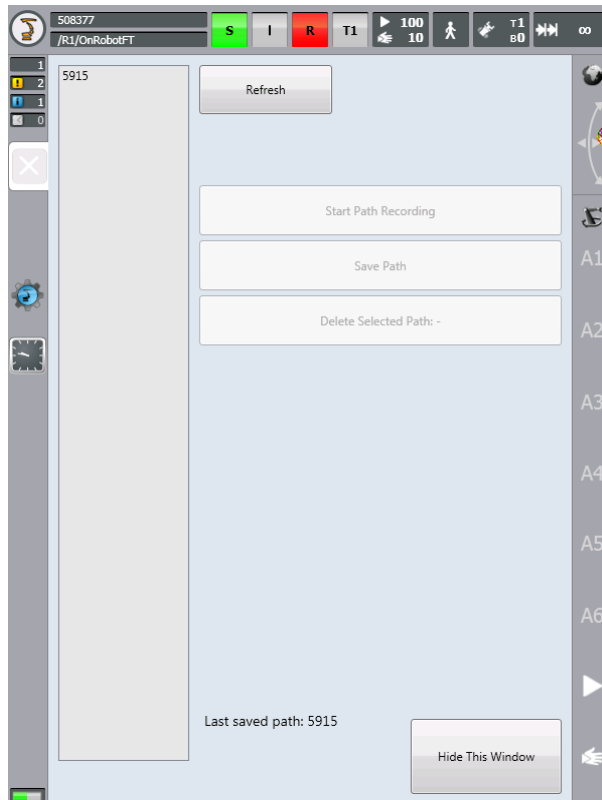 508377
/R1/OnRobotFT
S
I
R
T1
100
10
T1
B0
∞
1
2
1
0
5915
Refresh
Start Path Recording
Save Path
Delete Selected Path: -
A1
A2
A3
A4
A5
A6
Last saved path: 5915
Hide This Window